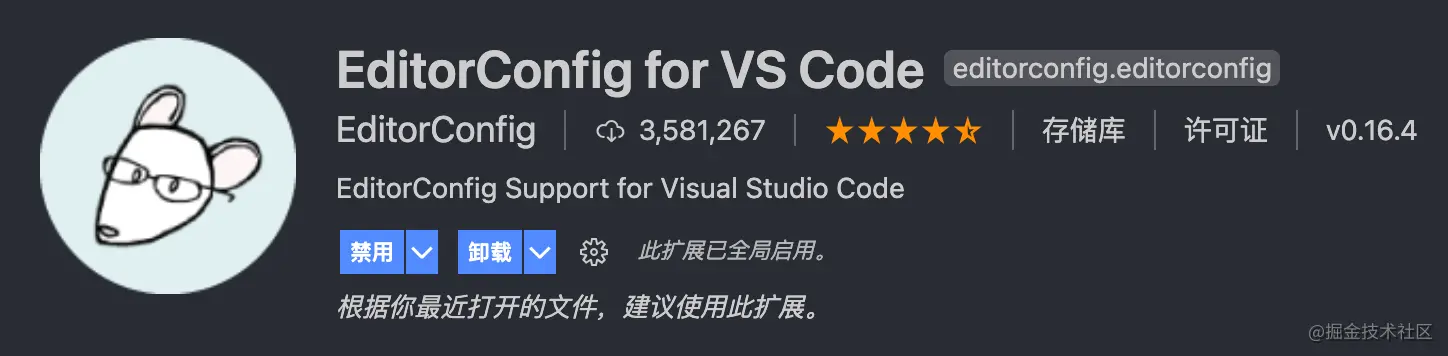 EditorConfig for VS Code editorconfig.editorconfig
EditorConfig 3,581,267 存储库 许可证 v0.16.4
EditorConfig Support for Visual Studio Code
禁用 卸载 此扩展已全局启用。
根据你最近打开的文件，建议使用此扩展。
@掘金技术社区